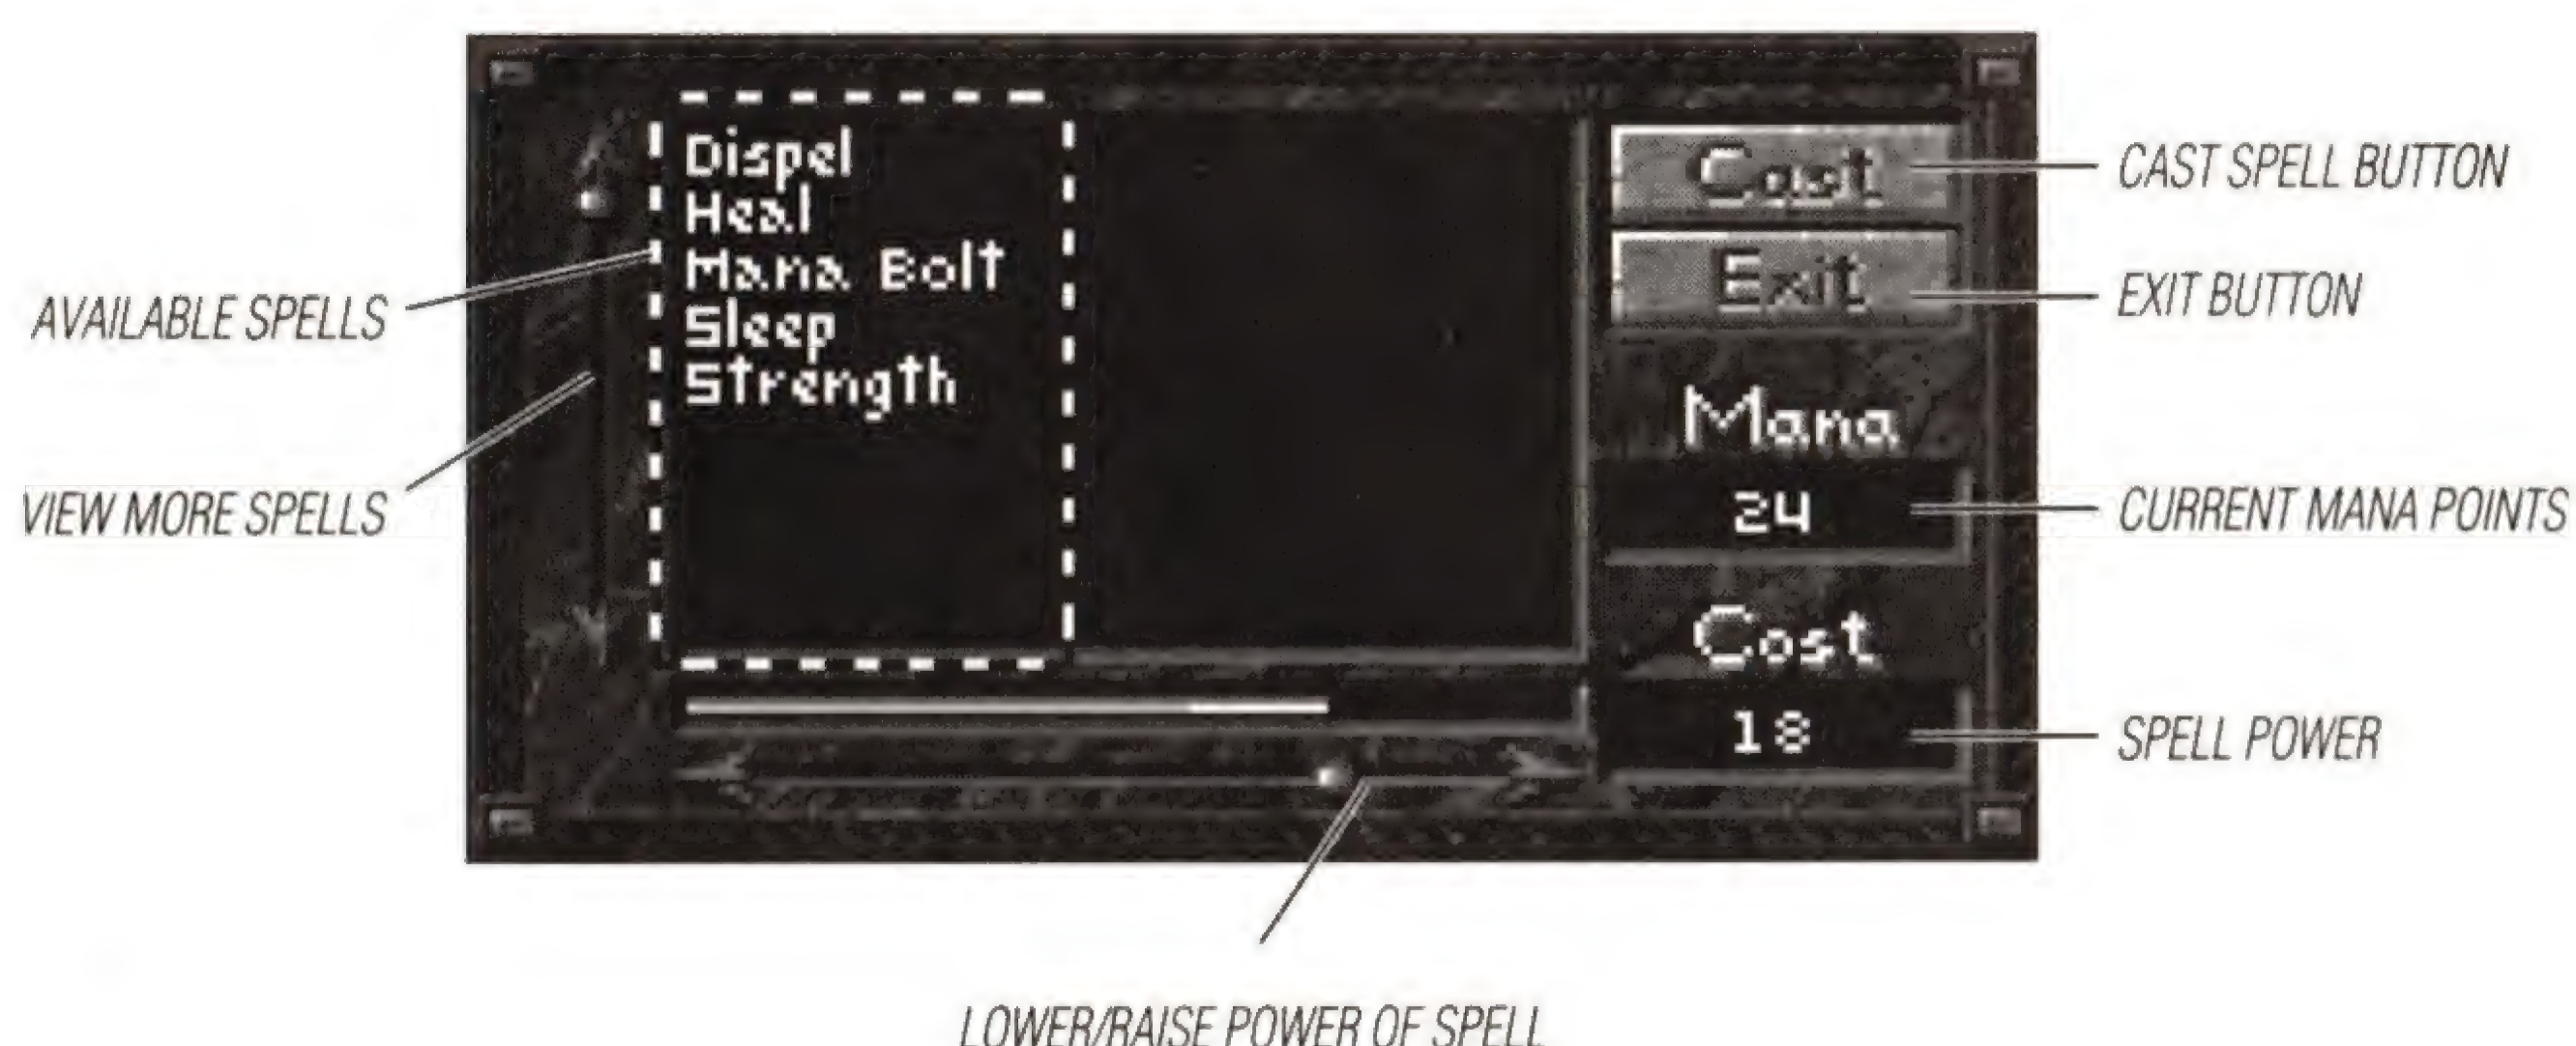 Dispel
Heal
Mana Bolt
Sleep
Strength
Cast
Exit
Mana
24
Cost
18
AVAILABLE SPELLS
VIEW MORE SPELLS
CAST SPELL BUTTON
EXIT BUTTON
CURRENT MANA POINTS
SPELL POWER
LOWER/RAISE POWER OF SPELL